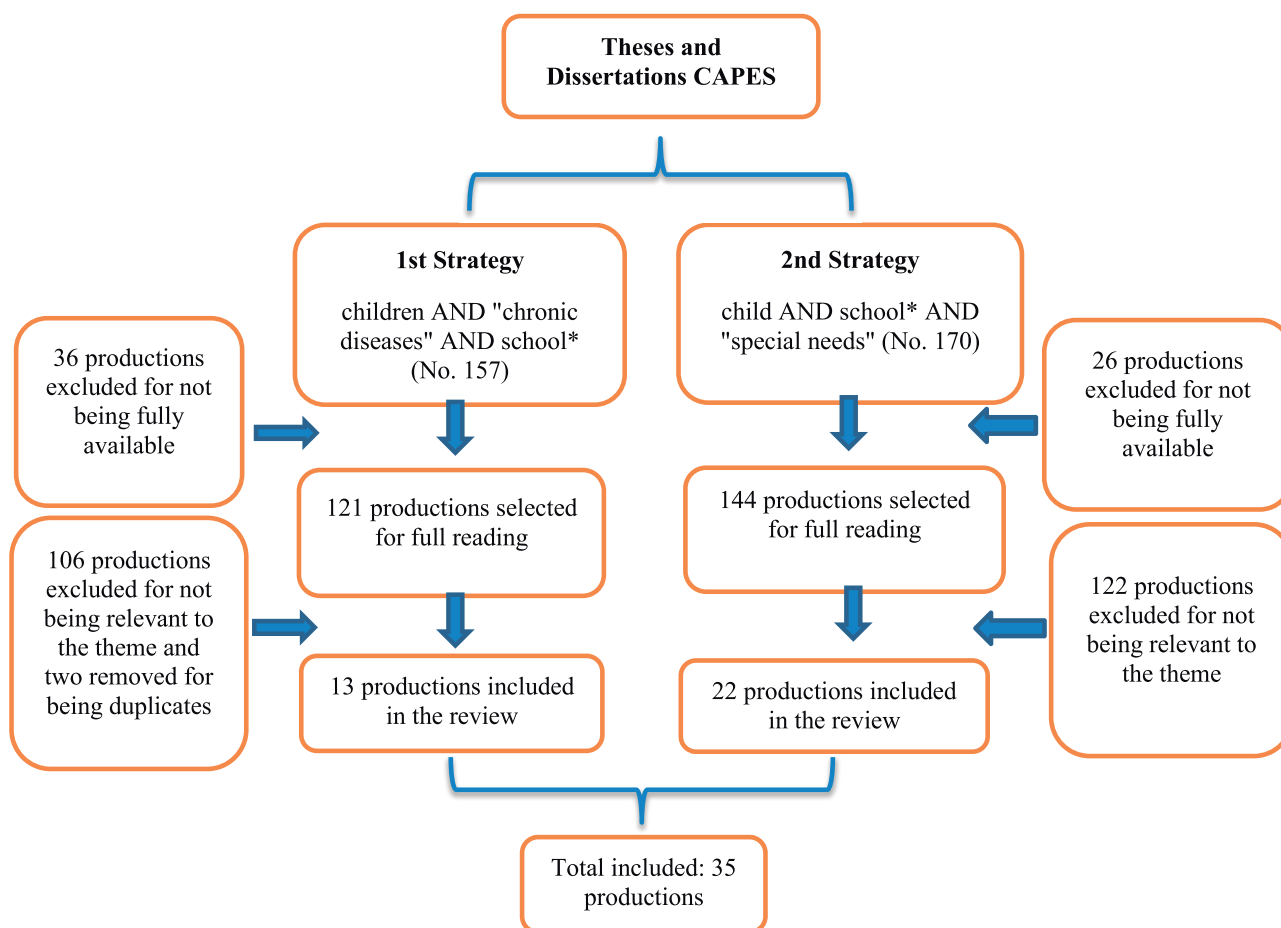 Theses and
Dissertations CAPES
1st Strategy
children AND "chronic
diseases" AND school*
(No. 157)
2nd Strategy
child AND school* AND
"special needs" (No. 170)
36 productions
excluded for not
being fully
available
26 productions
excluded for not
being fully
available
121 productions selected
for full reading
144 productions selected
for full reading
106 productions
excluded for not
being relevant to
the theme and
two removed for
being duplicates
122 productions
excluded for not
being relevant to
the theme
13 productions included
in the review
22 productions included
in the review
Total included: 35
productions